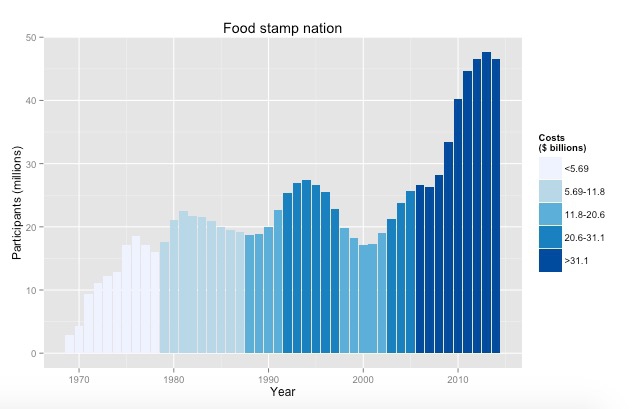 Food stamp nation
50
40
30
20
10
0
Participants (millions)
1970 1980 1990 2000 2010
Year
Costs
($ billions)
<5.69
5.69-11.8
11.8-20.6
20.6-31.1
>31.1